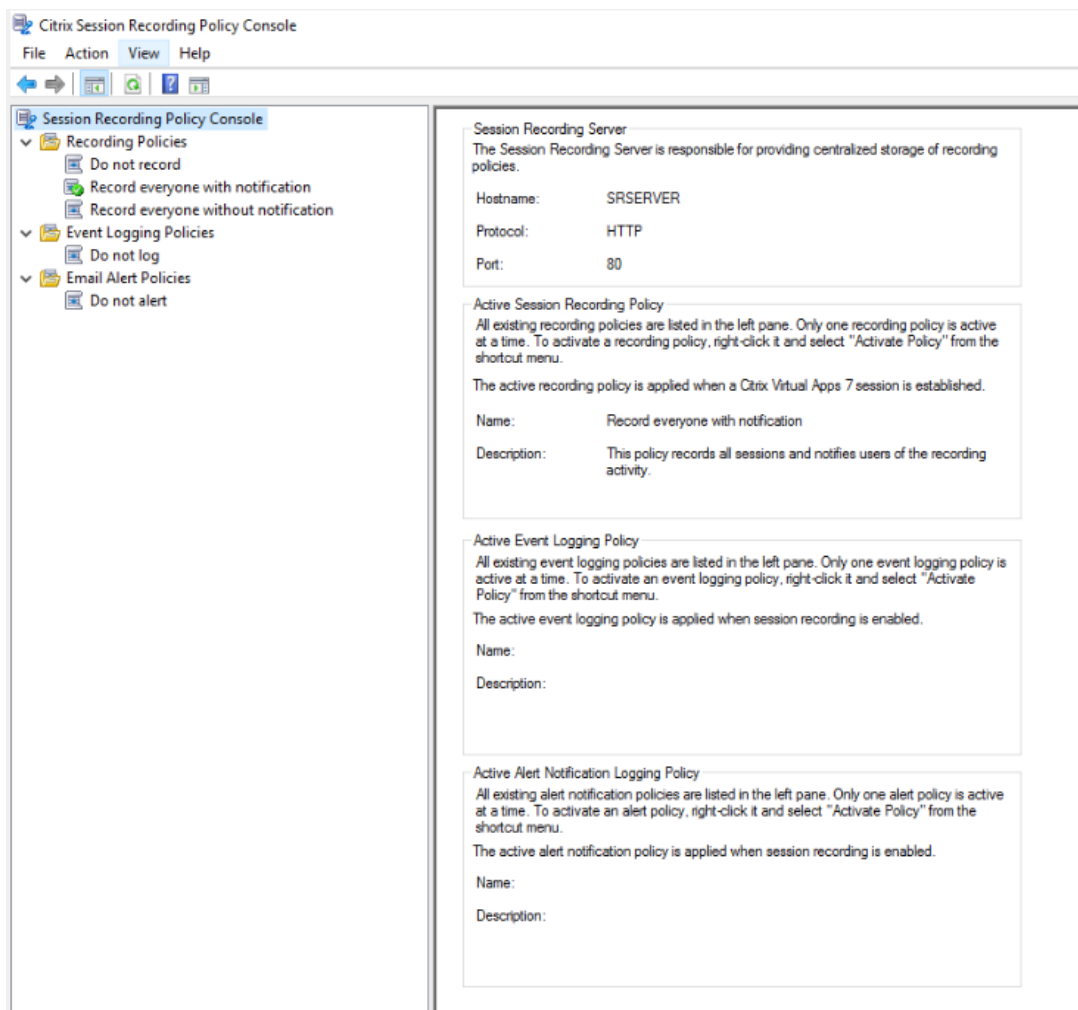 Citrix Session Recording Policy Console
File Action View Help
Session Recording Policy Console
Recording Policies
Do not record
Record everyone with notification
Record everyone without notification
Event Logging Policies
Do not log
Email Alert Policies
Do not alert
Session Recording Server
The Session Recording Server is responsible for providing centralized storage of recording
policies.
Hostname: SRSERVER
Protocol: HTTP
Port: 80
Active Session Recording Policy
All existing recording policies are listed in the left pane. Only one recording policy is active
at a time. To activate a recording policy, right-click it and select "Activate Policy" from the
shortcut menu.
The active recording policy is applied when a Citrix Virtual Apps 7 session is established.
Name: Record everyone with notification
Description: This policy records all sessions and notifies users of the recording
activity.
Active Event Logging Policy
All existing event logging policies are listed in the left pane. Only one event logging policy is
active at a time. To activate an event logging policy, right-click it and select "Activate
Policy" from the shortcut menu.
The active event logging policy is applied when session recording is enabled.
Name:
Description:
Active Alert Notification Logging Policy
All existing alert notification policies are listed in the left pane. Only one alert policy is active
at a time. To activate an alert policy, right-click it and select "Activate Policy" from the
shortcut menu.
The active alert notification policy is applied when session recording is enabled.
Name:
Description: